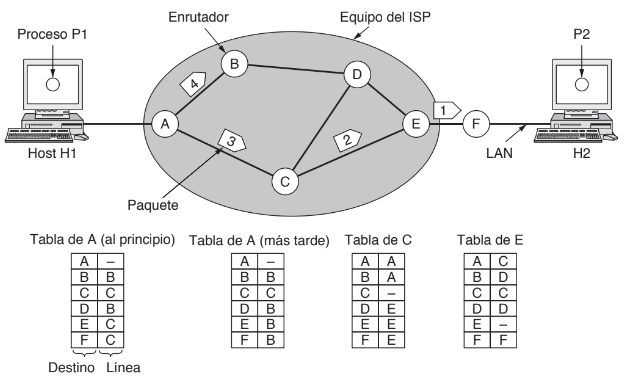 Proceso P1
Enrutador
Equipo del ISP
P2
B
D
4
1
A
3
2
E
F
C
Host H1
LAN
H2
Paquete
Tabla de A (al principio)
A –
B B
C C
D B
E C
F C
Destino Línea
Tabla de A (más tarde)
A –
B B
C C
D B
E B
F B
Tabla de C
A A
B A
C –
D E
E E
F E
Tabla de E
A C
B D
C C
D D
E –
F F